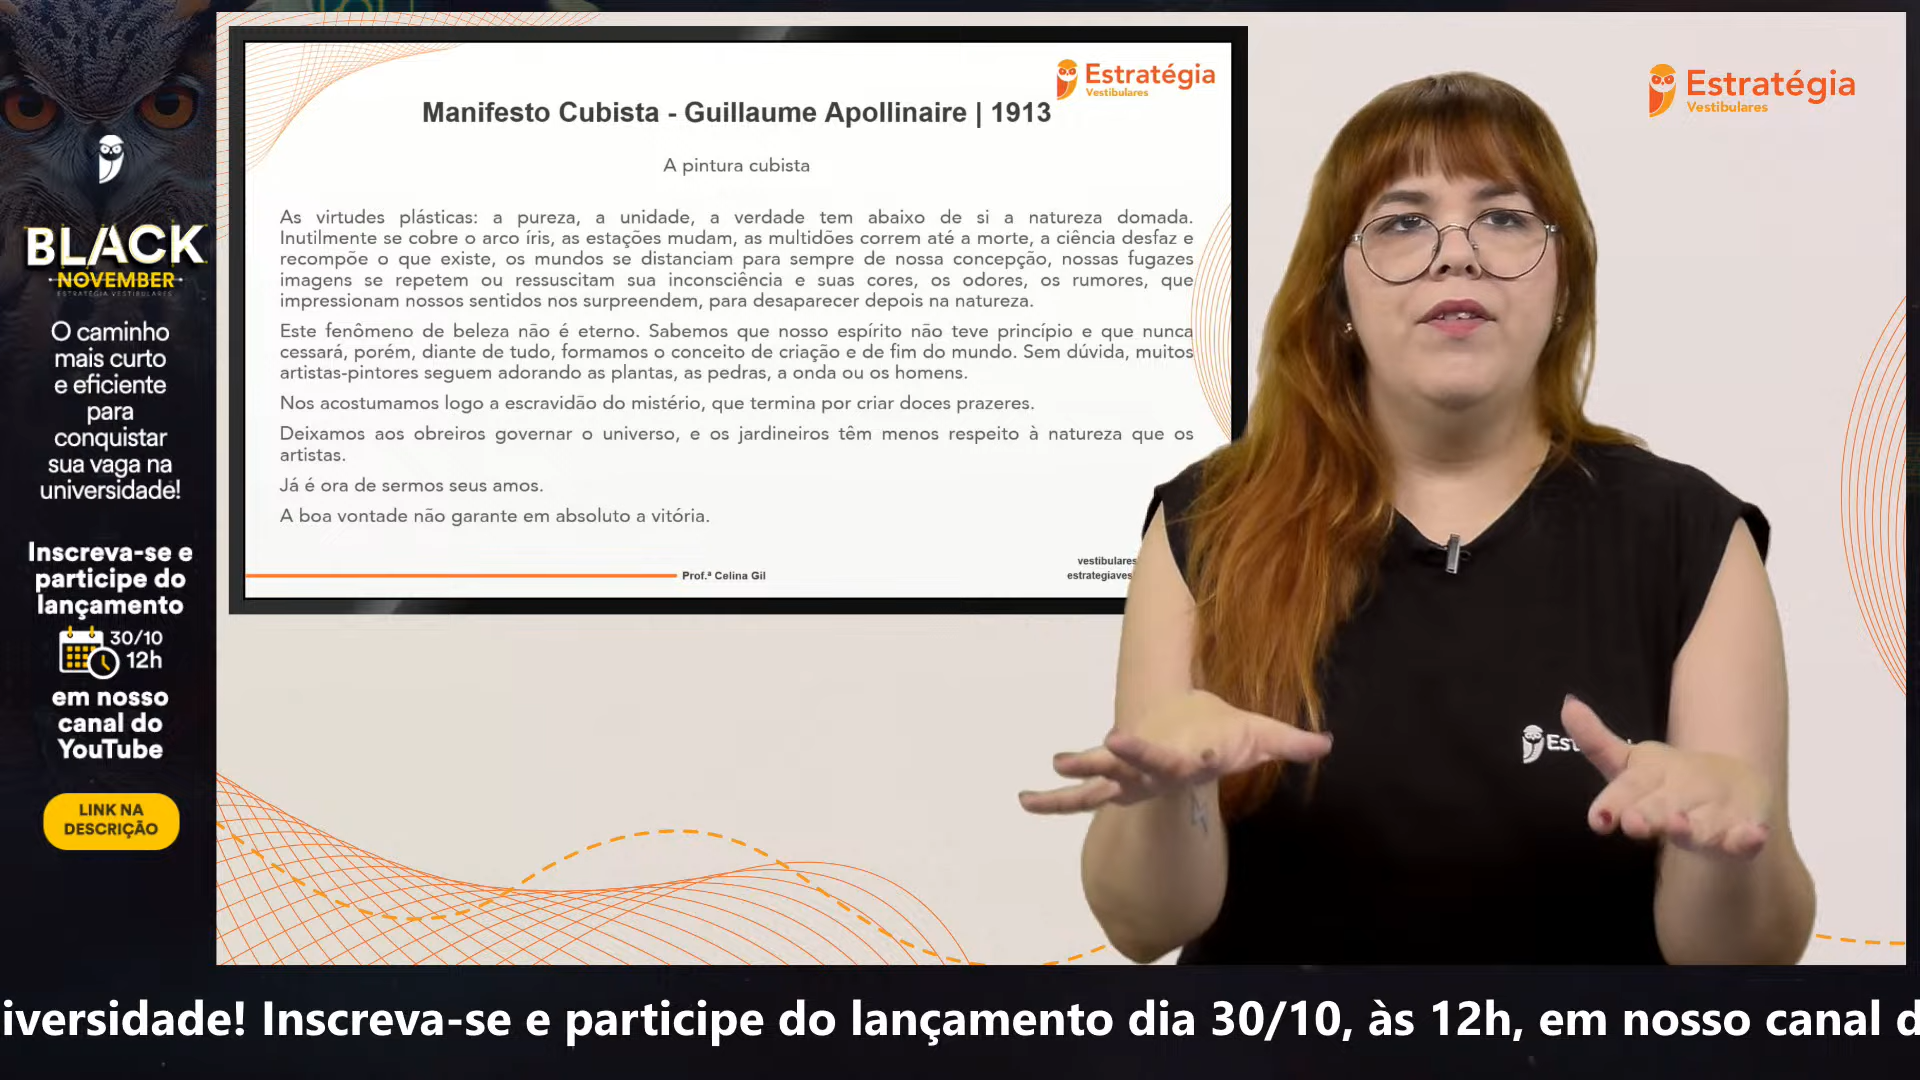 BLACK
NOVEMBER
ESTRATÉGIA VESTIBULARES
O caminho
mais curto
e eficiente
para
conquistar
sua vaga na
universidade!
Inscreva-se e
participe do
lançamento
30/10
12h
em nosso
canal do
YouTube
LINK NA
DESCRIÇÃO
Estratégia
Vestibulares
Manifesto Cubista - Guillaume Apollinaire | 1913
A pintura cubista
As virtudes plásticas: a pureza, a unidade, a verdade tem abaixo de si a natureza domada.
Inutilmente se cobre o arco íris, as estações mudam, as multidões correm até a morte, a ciência desfaz e
recompõe o que existe, os mundos se distanciam para sempre de nossa concepção, nossas fugazes
imagens se repetem ou ressuscitam sua inconsciência e suas cores, os odores, os rumores, que
impressionam nossos sentidos nos surpreendem, para desaparecer depois na natureza.
Este fenômeno de beleza não é eterno. Sabemos que nosso espírito não teve princípio e que nunca
cessará, porém, diante de tudo, formamos o conceito de criação e de fim do mundo. Sem dúvida, muitos
artistas-pintores seguem adorando as plantas, as pedras, a onda ou os homens.
Nos acostumamos logo a escravidão do mistério, que termina por criar doces prazeres.
Deixamos aos obreiros governar o universo, e os jardineiros têm menos respeito à natureza que os
artistas.
Já é ora de sermos seus amos.
A boa vontade não garante em absoluto a vitória.
Prof.ª Celina Gil
vestibulares
estrategiaves
Estratégia
Vestibulares
Est
iversidade! Inscreva-se e participe do lançamento dia 30/10, às 12h, em nosso canal d